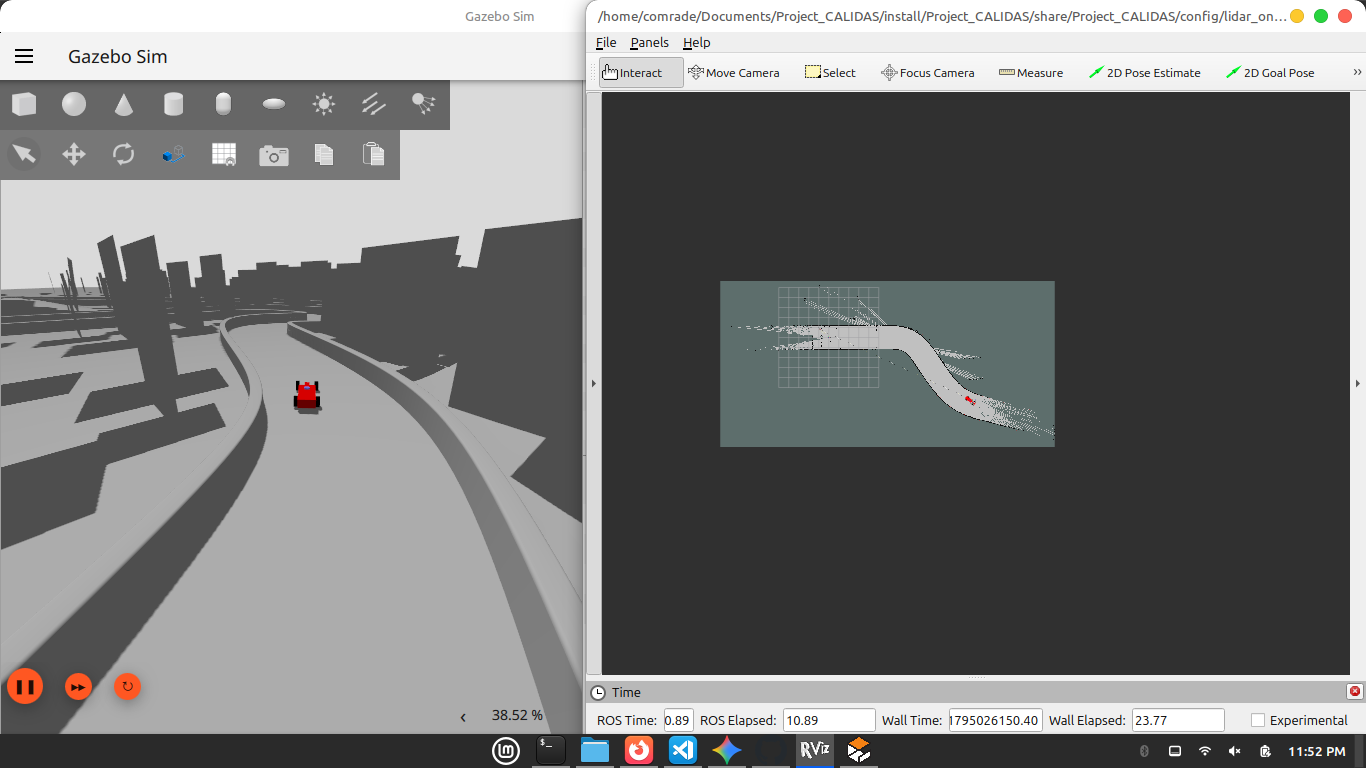 Gazebo Sim
Gazebo Sim
38.52 %
/home/comrade/Documents/Project_CALIDAS/install/Project_CALIDAS/share/Project_CALIDAS/config/lidar_on...
File Panels Help
Interact Move Camera Select Focus Camera Measure 2D Pose Estimate 2D Goal Pose »
Time
ROS Time: 0.89 ROS Elapsed: 10.89 Wall Time: 1795026150.40 Wall Elapsed: 23.77 Experimental
RViz 11:52 PM